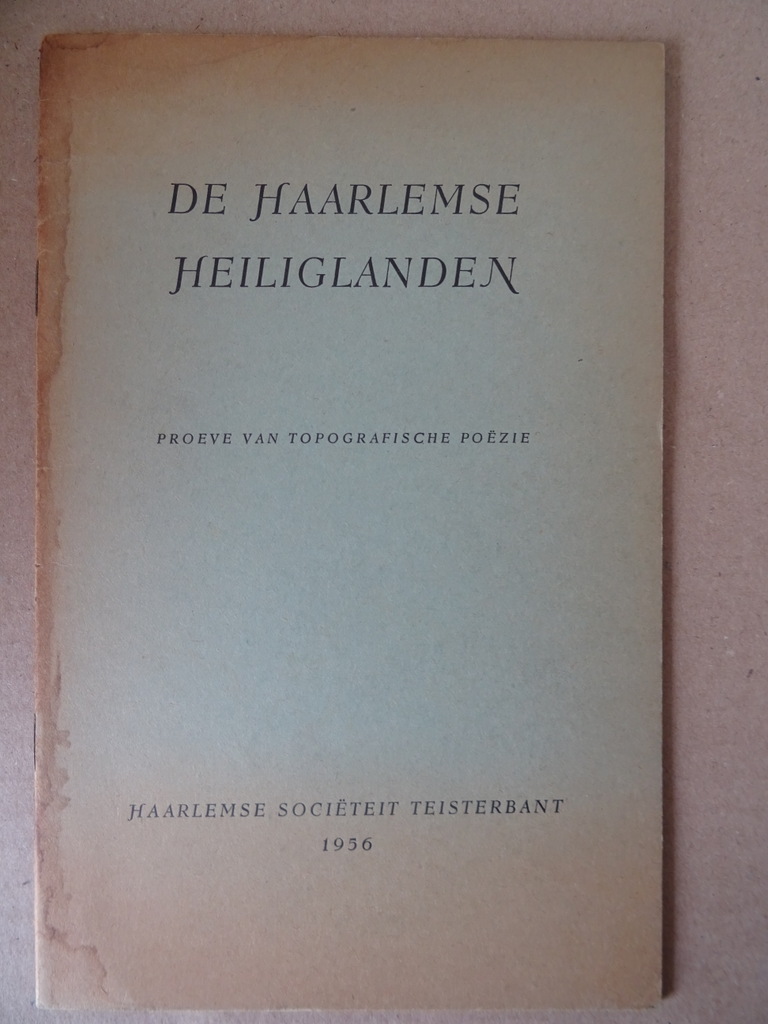 DE HAARLEMSE
HEILIGLANDEN
PROEVE VAN TOPOGRAFISCHE POËZIE
HAARLEMSE SOCIËTEIT TEISTERBANT
1956